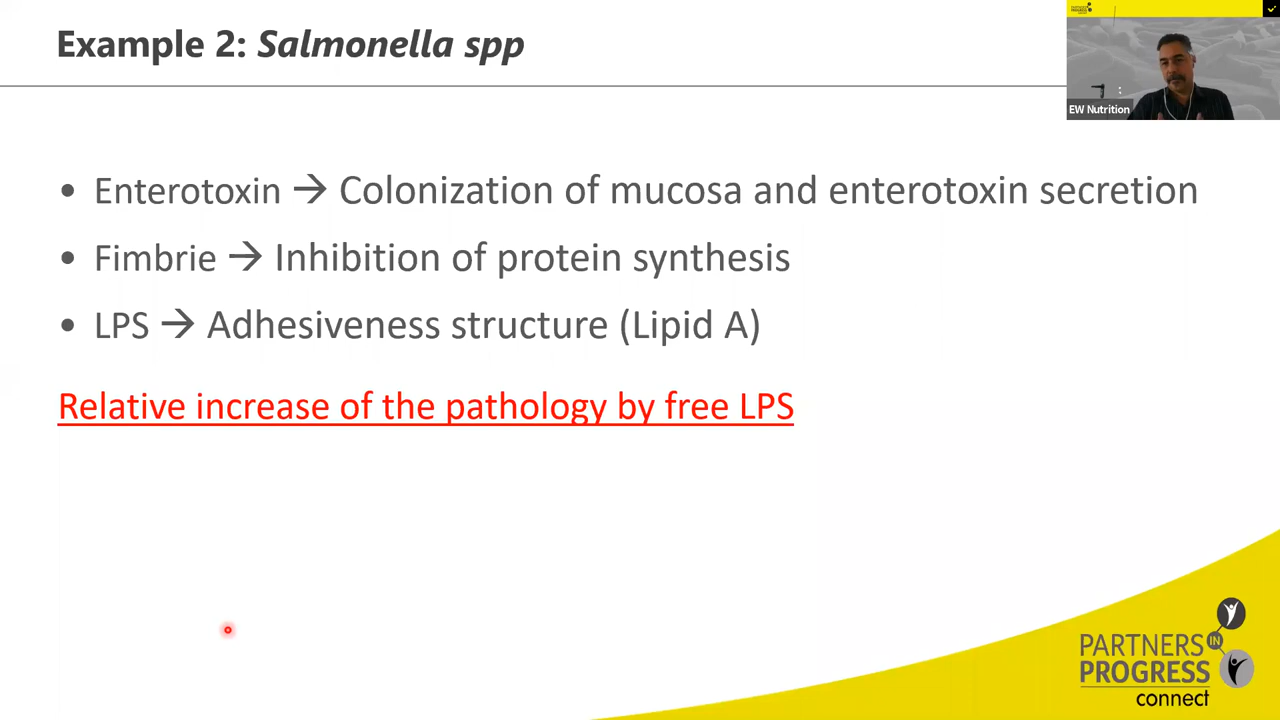 Example 2: Salmonella spp
EW Nutrition
• Enterotoxin → Colonization of mucosa and enterotoxin secretion
• Fimbrie → Inhibition of protein synthesis
• LPS → Adhesiveness structure (Lipid A)
Relative increase of the pathology by free LPS
PARTNERS IN
PROGRESS
connect